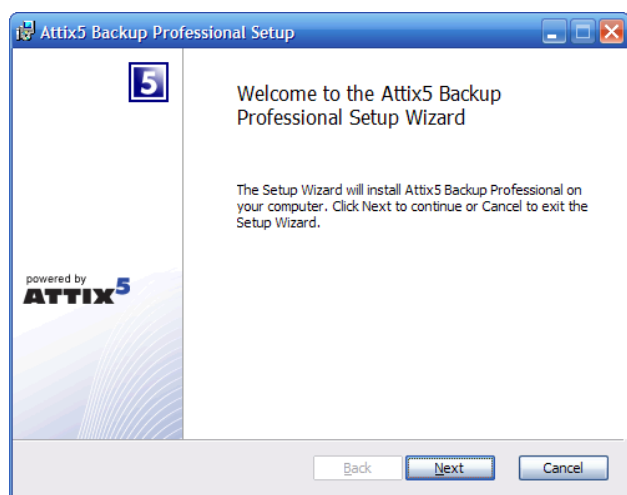 Attix5 Backup Professional Setup
5
Welcome to the Attix5 Backup
Professional Setup Wizard
The Setup Wizard will install Attix5 Backup Professional on
your computer. Click Next to continue or Cancel to exit the
Setup Wizard.
powered by
ATTIX5
Back
Next
Cancel